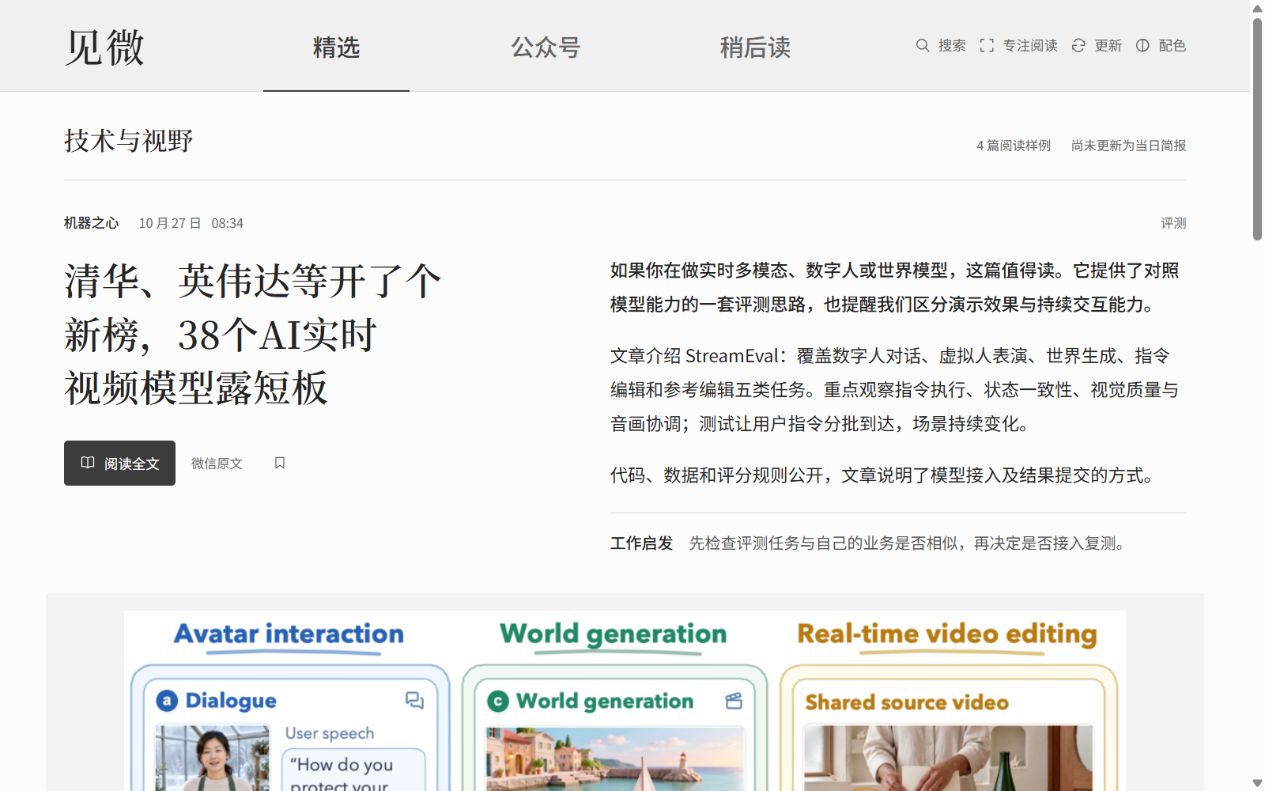 见微
精选
公众号
稍后读
搜索
专注阅读
更新
配色
技术与视野
4 篇阅读样例
尚未更新为当日简报
机器之心
10 月 27 日 08:34
评测
清华、英伟达等开了个
新榜，38个AI实时
视频模型露短板
阅读全文
微信原文
如果你在做实时多模态、数字人或世界模型，这篇值得读。它提供了对照
模型能力的一套评测思路，也提醒我们区分演示效果与持续交互能力。
文章介绍 StreamEval：覆盖数字人对话、虚拟人表演、世界生成、指令
编辑和参考编辑五类任务。重点观察指令执行、状态一致性、视觉质量与
音画协调；测试让用户指令分批到达，场景持续变化。
代码、数据和评分规则公开，文章说明了模型接入及结果提交的方式。
工作启发 先检查评测任务与自己的业务是否相似，再决定是否接入复测。
Avatar interaction
a Dialogue
User speech
“How do you
protect your
World generation
c World generation
Real-time video editing
Shared source video